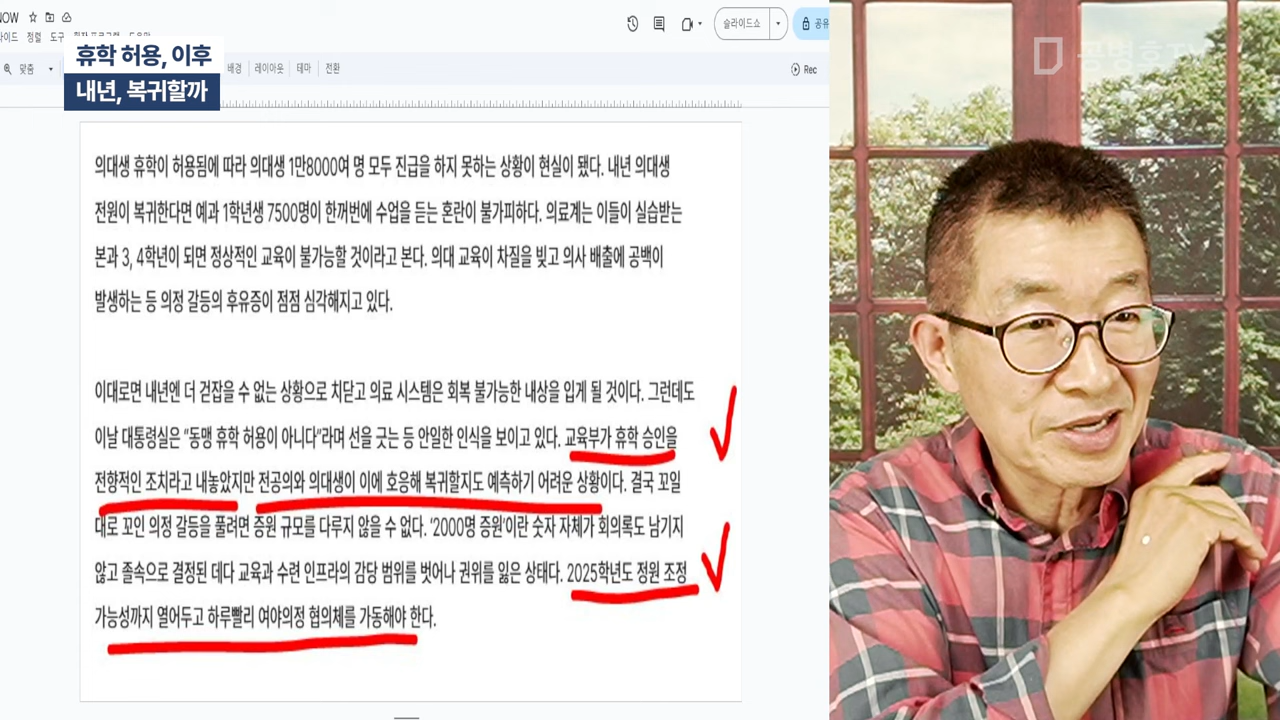 NOW
슬라이드쇼
공유
맞춤
배경
레이아웃
테마
전환
Rec
휴학 허용, 이후
내년, 복귀할까
공병호TV
의대생 휴학이 허용됨에 따라 의대생 1만8000여 명 모두 진급을 하지 못하는 상황이 현실이 됐다. 내년 의대생
전원이 복귀한다면 예과 1학년생 7500명이 한꺼번에 수업을 듣는 혼란이 불가피하다. 의료계는 이들이 실습받는
본과 3, 4학년이 되면 정상적인 교육이 불가능할 것이라고 본다. 의대 교육이 차질을 빚고 의사 배출에 공백이
발생하는 등 의정 갈등의 후유증이 점점 심각해지고 있다.
이대로면 내년엔 더 걷잡을 수 없는 상황으로 치닫고 의료 시스템은 회복 불가능한 내상을 입게 될 것이다. 그런데도
이날 대통령실은 “동맹 휴학 허용이 아니다”라며 선을 긋는 등 안일한 인식을 보이고 있다. 교육부가 휴학 승인을
전향적인 조치라고 내놓았지만 전공의와 의대생이 이에 호응해 복귀할지도 예측하기 어려운 상황이다. 결국 꼬일
대로 꼬인 의정 갈등을 풀려면 증원 규모를 다루지 않을 수 없다. ‘2000명 증원’이란 숫자 자체가 회의록도 남기지
않고 졸속으로 결정된 데다 교육과 수련 인프라의 감당 범위를 벗어나 권위를 잃은 상태다. 2025학년도 정원 조정
가능성까지 열어두고 하루빨리 여야의정 협의체를 가동해야 한다.